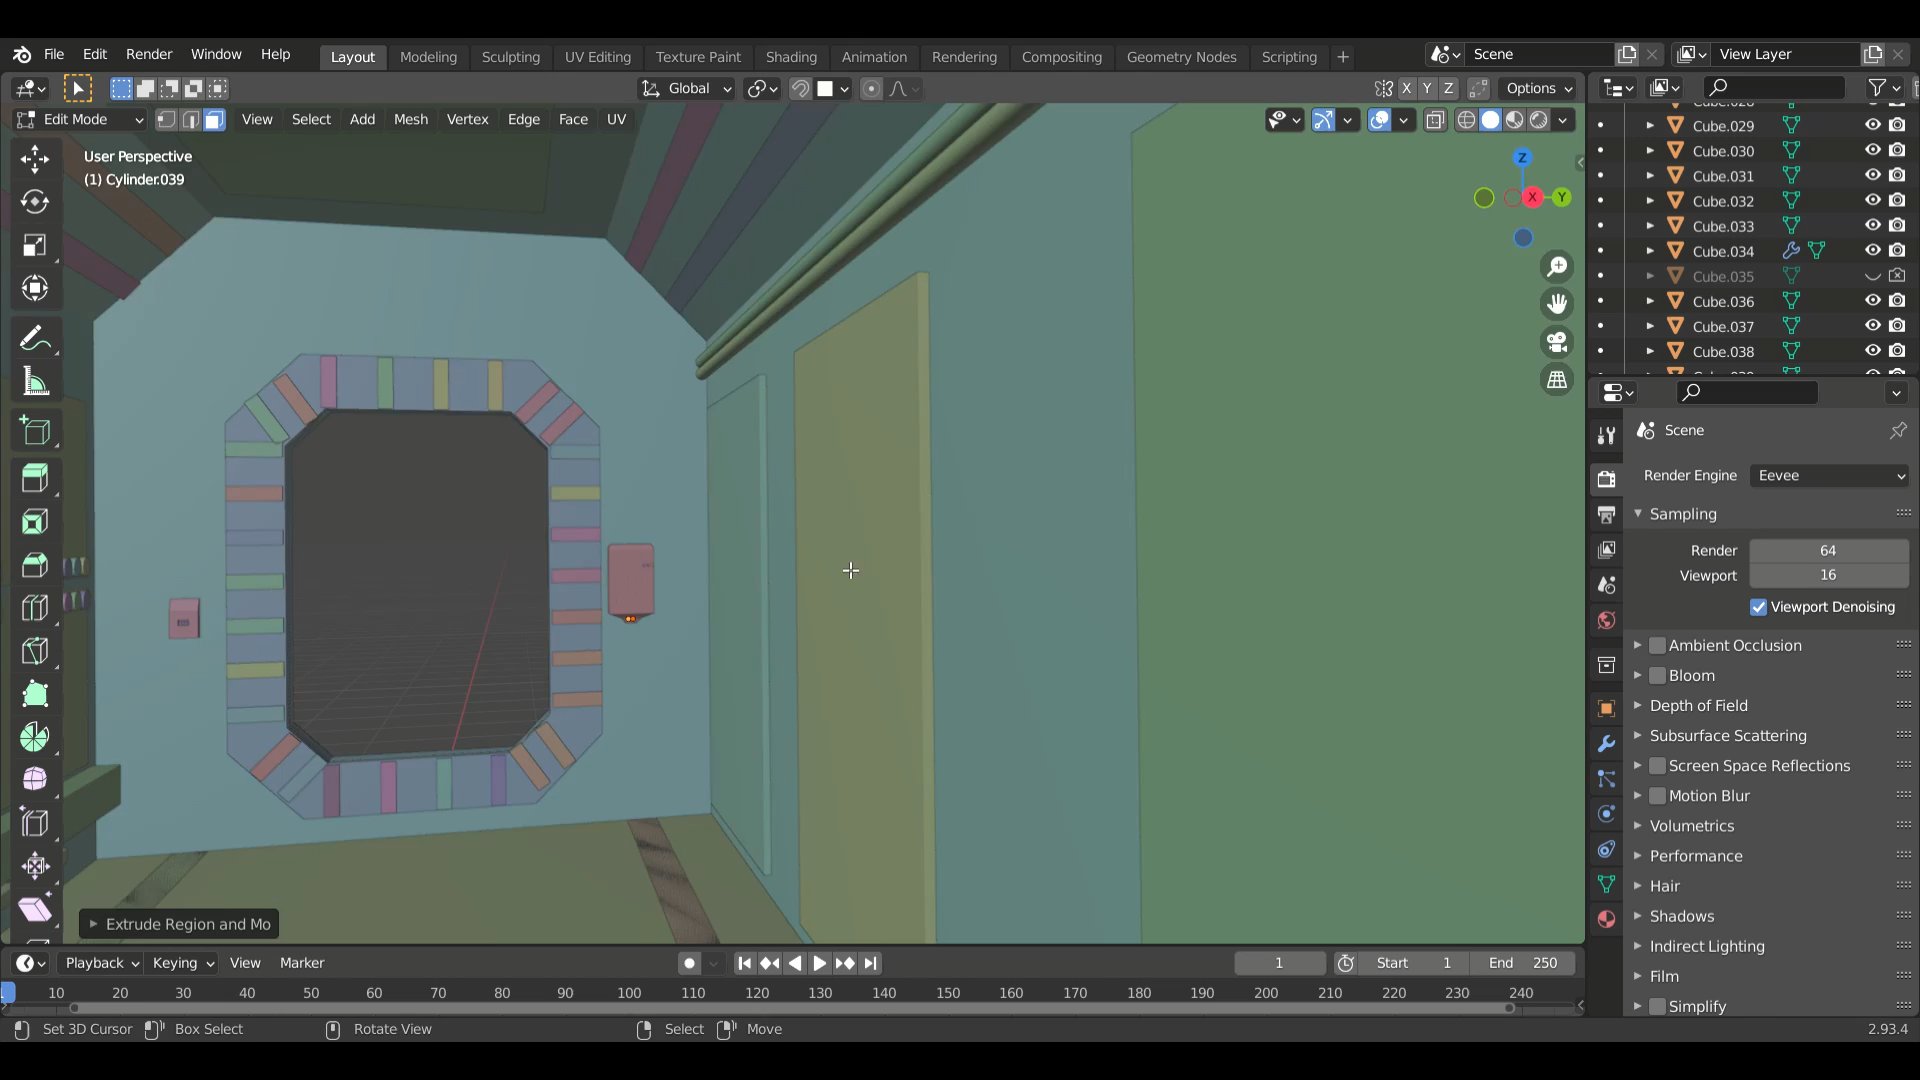 File Edit Render Window Help Layout Modeling Sculpting UV Editing Texture Paint Shading Animation Rendering Compositing Geometry Nodes Scripting + Scene View Layer
Global X Y Z Options
Edit Mode View Select Add Mesh Vertex Edge Face UV
User Perspective
(1) Cylinder.039
Z
X Y
Cube.029
Cube.030
Cube.031
Cube.032
Cube.033
Cube.034
Cube.035
Cube.036
Cube.037
Cube.038
Scene
Render Engine Eevee
Sampling
Render 64
Viewport 16
Viewport Denoising
Ambient Occlusion
Bloom
Depth of Field
Subsurface Scattering
Screen Space Reflections
Motion Blur
Volumetrics
Performance
Hair
Shadows
Indirect Lighting
Film
Simplify
Extrude Region and Mo
Playback Keying View Marker 1 Start 1 End 250
10 20 30 40 50 60 70 80 90 100 110 120 130 140 150 160 170 180 190 200 210 220 230 240
Set 3D Cursor Box Select Rotate View Select Move 2.93.4